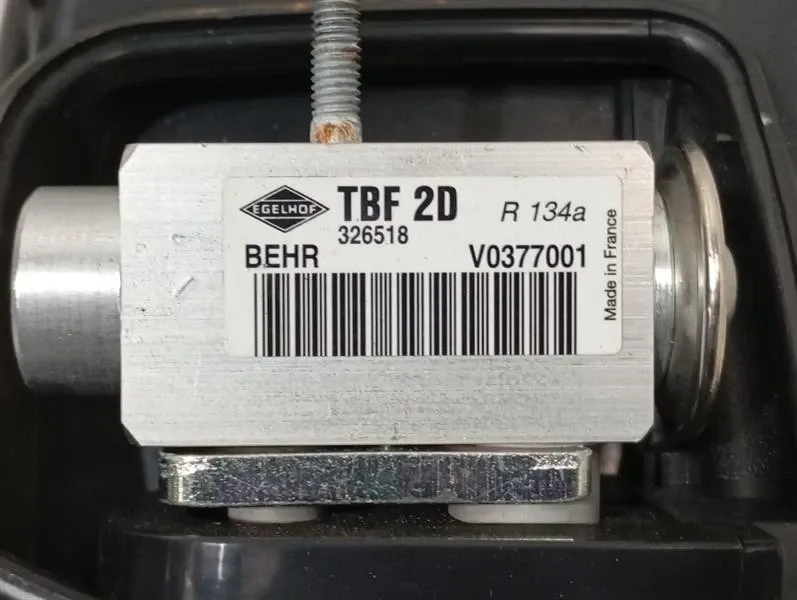 EGELHOF
TBF 2D
R 134a
326518
BEHR
V0377001
Made in France